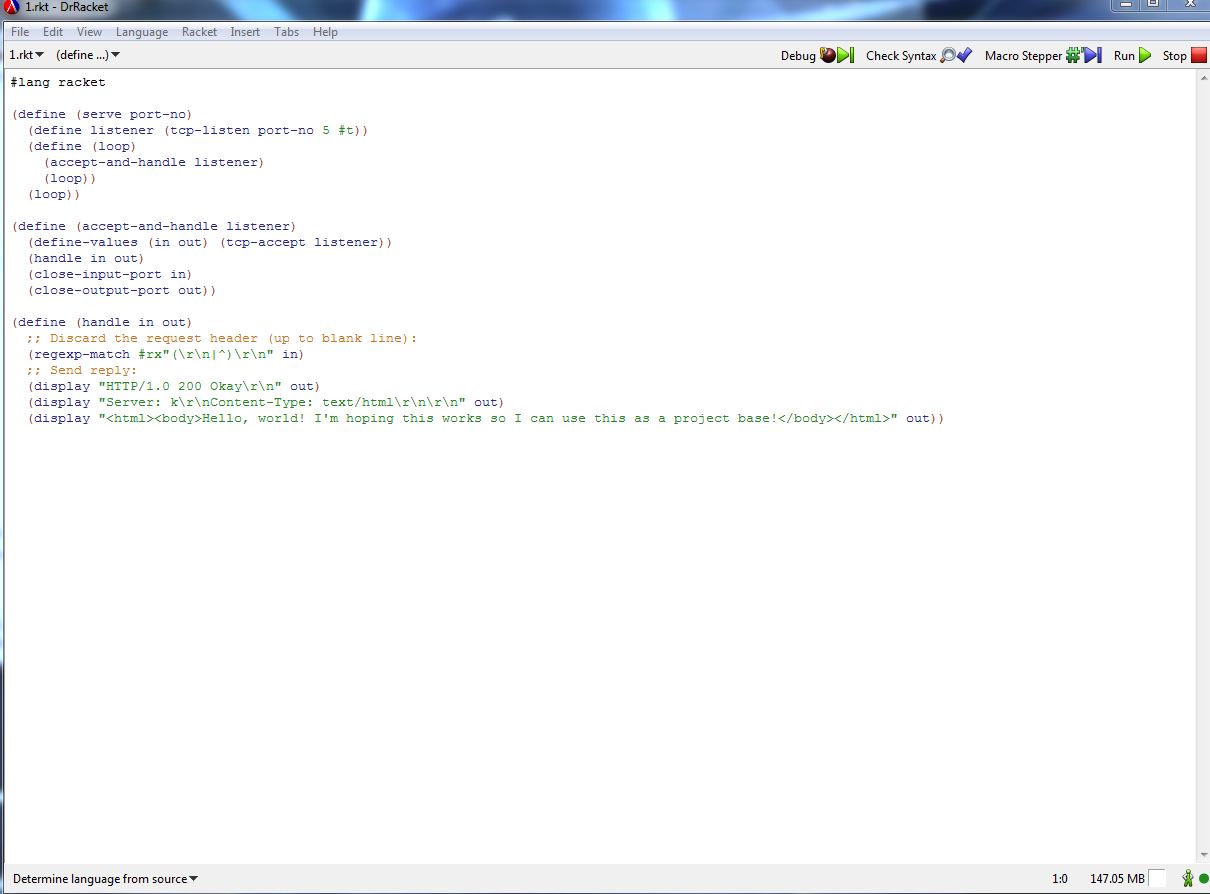 1.rkt - DrRacket
File Edit View Language Racket Insert Tabs Help
1.rkt (define ...) Debug Check Syntax Macro Stepper Run Stop
#lang racket

(define (serve port-no)
  (define listener (tcp-listen port-no 5 #t))
  (define (loop)
    (accept-and-handle listener)
    (loop))
  (loop))

(define (accept-and-handle listener)
  (define-values (in out) (tcp-accept listener))
  (handle in out)
  (close-input-port in)
  (close-output-port out))

(define (handle in out)
  ;; Discard the request header (up to blank line):
  (regexp-match #rx"(\r\n|^)\r\n" in)
  ;; Send reply:
  (display "HTTP/1.0 200 Okay\r\n" out)
  (display "Server: k\r\nContent-Type: text/html\r\n\r\n" out)
  (display "<html><body>Hello, world! I'm hoping this works so I can use this as a project base!</body></html>" out))
Determine language from source 1:0 147.05 MB